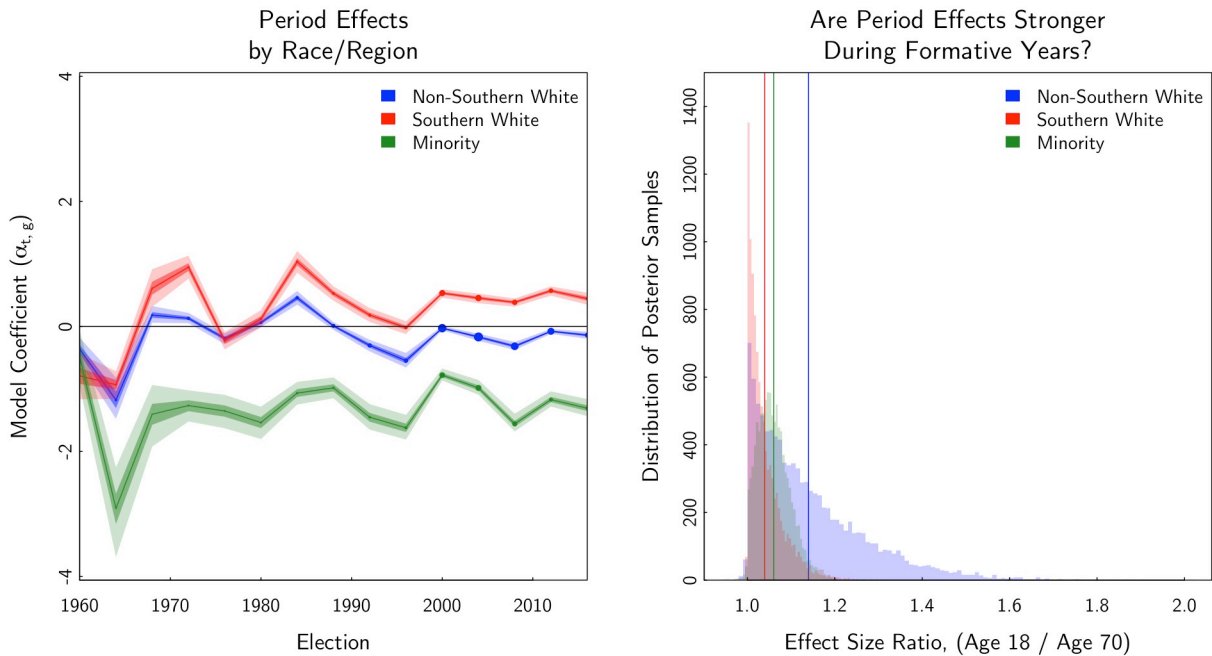 Period Effects
by Race/Region
4
2
0
-2
-4
Model Coefficient (αt, g)
Non-Southern White
Southern White
Minority
1960 1970 1980 1990 2000 2010
Election
Are Period Effects Stronger
During Formative Years?
1400
1200
1000
800
600
400
200
0
Distribution of Posterior Samples
Non-Southern White
Southern White
Minority
1.0 1.2 1.4 1.6 1.8 2.0
Effect Size Ratio, (Age 18 / Age 70)